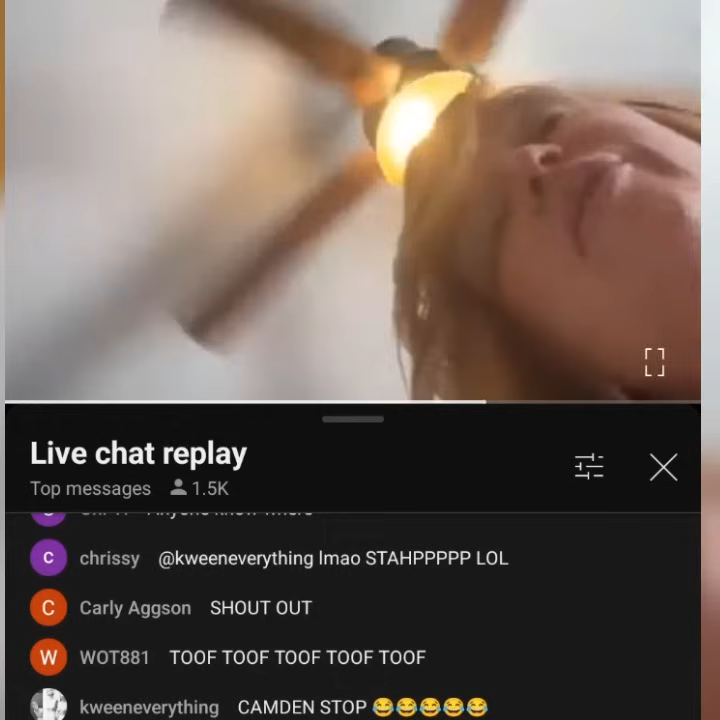 Live chat replay
Top messages 1.5K
C chrissy @kweeneverything lmao STAHPPPPP LOL
C Carly Aggson SHOUT OUT
W WOT881 TOOF TOOF TOOF TOOF TOOF
kweeneverything CAMDEN STOP 😂😂😂😂😂